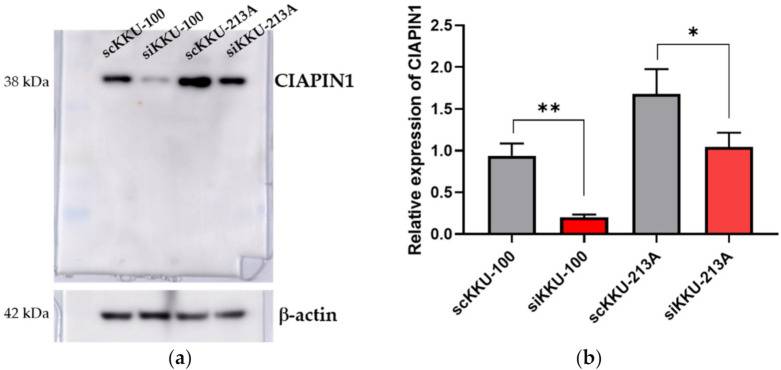 scKKU-100
siKKU-100
scKKU-213A
siKKU-213A
38 kDa
CIAPIN1
42 kDa
β-actin
(a)
Relative expression of CIAPIN1
2.5
2.0
1.5
1.0
0.5
0.0
**
*
scKKU-100
siKKU-100
scKKU-213A
siKKU-213A
(b)